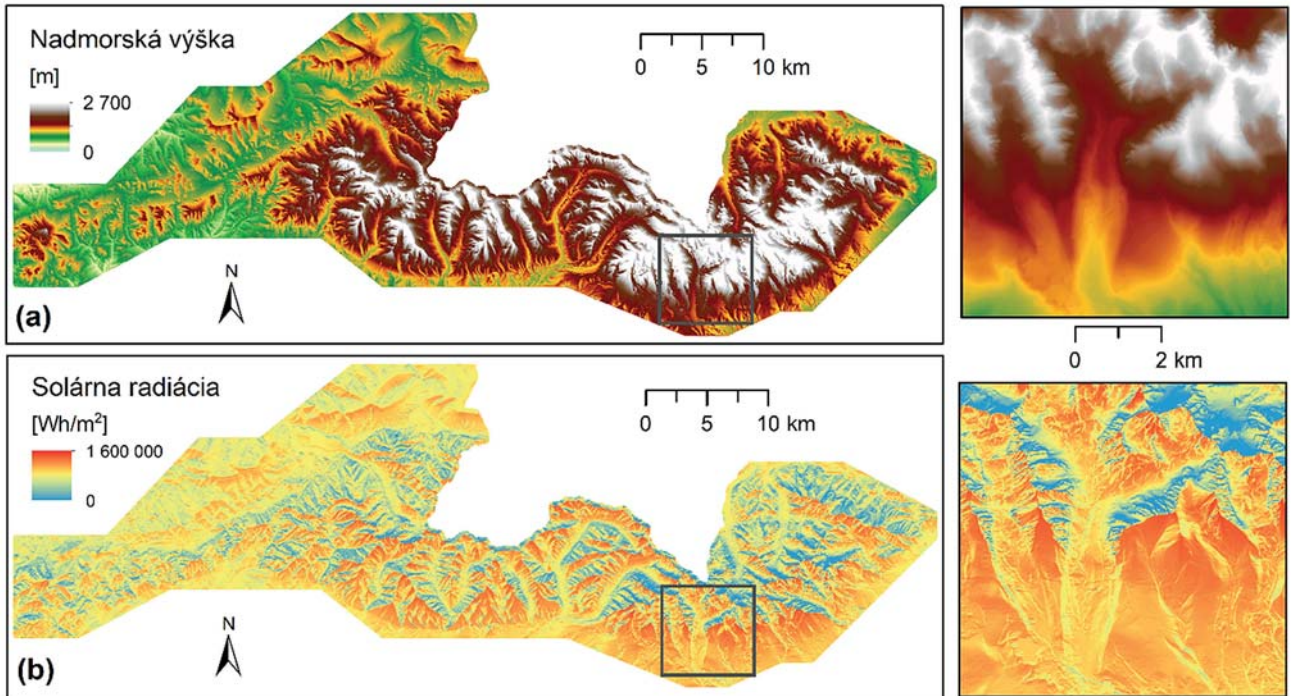 Nadmorská výška
[m]
2 700
0
0 5 10 km
N
(a)
0 2 km
Solárna radiácia
[Wh/m²]
1 600 000
0
0 5 10 km
N
(b)